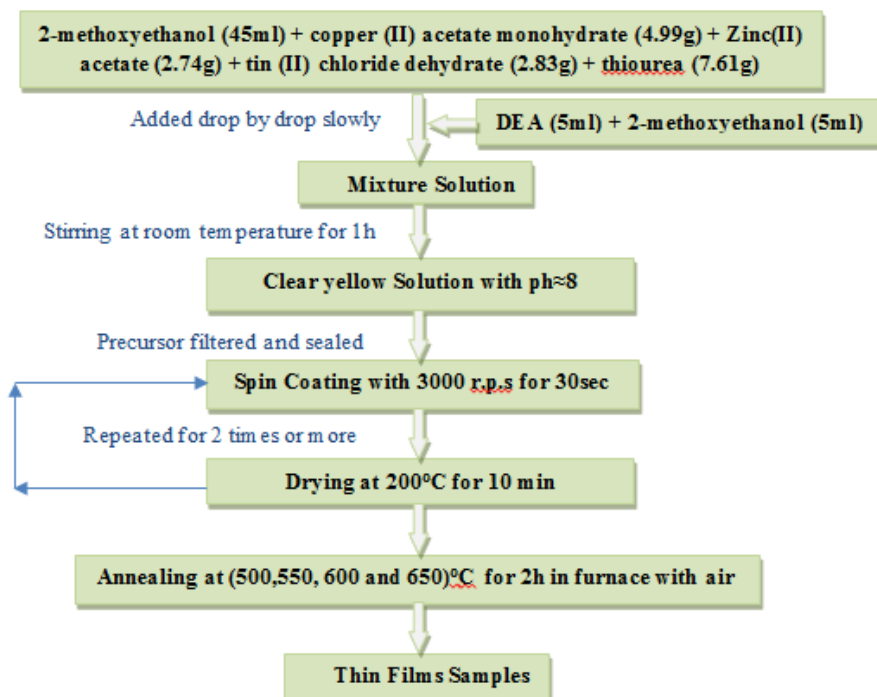 2-methoxyethanol (45ml) + copper (II) acetate monohydrate (4.99g) + Zinc(II)
acetate (2.74g) + tin (II) chloride dehydrate (2.83g) + thiourea (7.61g)
Added drop by drop slowly
DEA (5ml) + 2-methoxyethanol (5ml)
Mixture Solution
Stirring at room temperature for 1h
Clear yellow Solution with ph≈8
Precursor filtered and sealed
Spin Coating with 3000 r.p.s for 30sec
Repeated for 2 times or more
Drying at 200ºC for 10 min
Annealing at (500,550, 600 and 650)ºC for 2h in furnace with air
Thin Films Samples